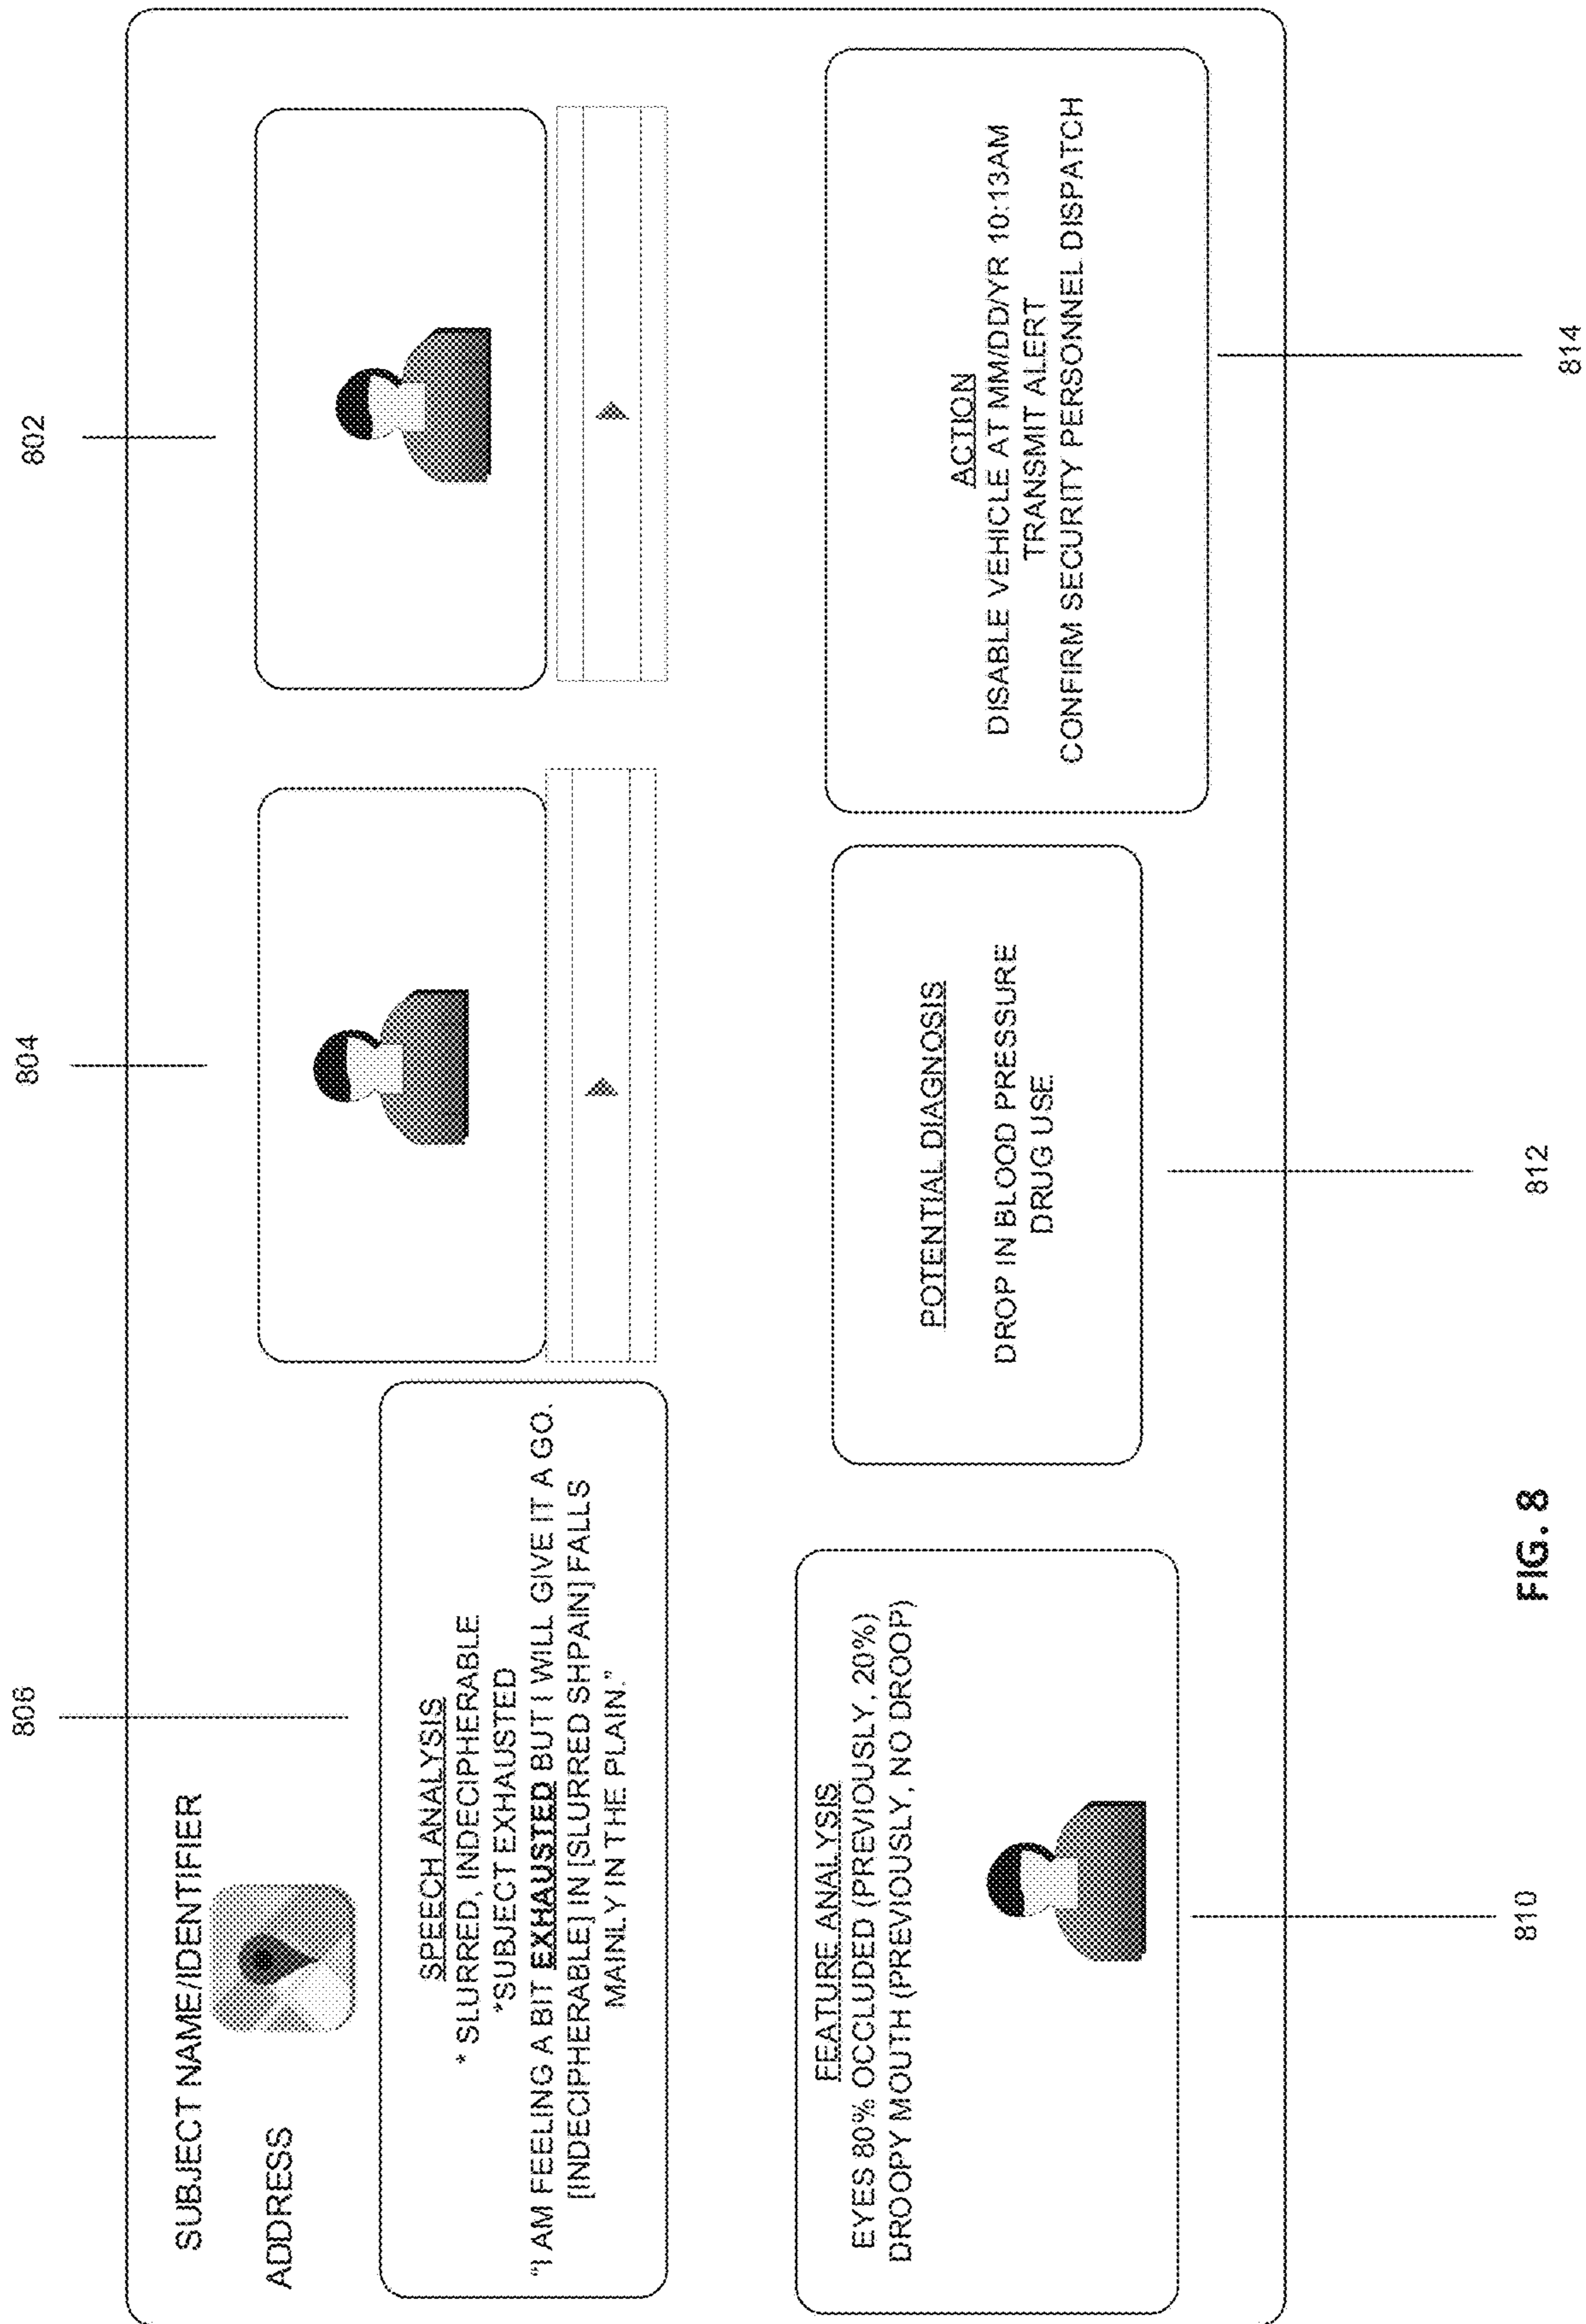 806
804
802
SUBJECT NAME/IDENTIFIER
ADDRESS
SPEECH ANALYSIS
* SLURRED, INDECIPHERABLE
*SUBJECT EXHAUSTED
"I AM FEELING A BIT EXHAUSTED BUT I WILL GIVE IT A GO.
[INDECIPHERABLE] IN [SLURRED SHPAIN] FALLS
MAINLY IN THE PLAIN."
FEATURE ANALYSIS
EYES 80% OCCLUDED (PREVIOUSLY, 20%)
DROOPY MOUTH (PREVIOUSLY, NO DROOP)
POTENTIAL DIAGNOSIS
DROP IN BLOOD PRESSURE
DRUG USE
ACTION
DISABLE VEHICLE AT MM/DD/YR 10:13AM
TRANSMIT ALERT
CONFIRM SECURITY PERSONNEL DISPATCH
810
812
814
FIG. 8